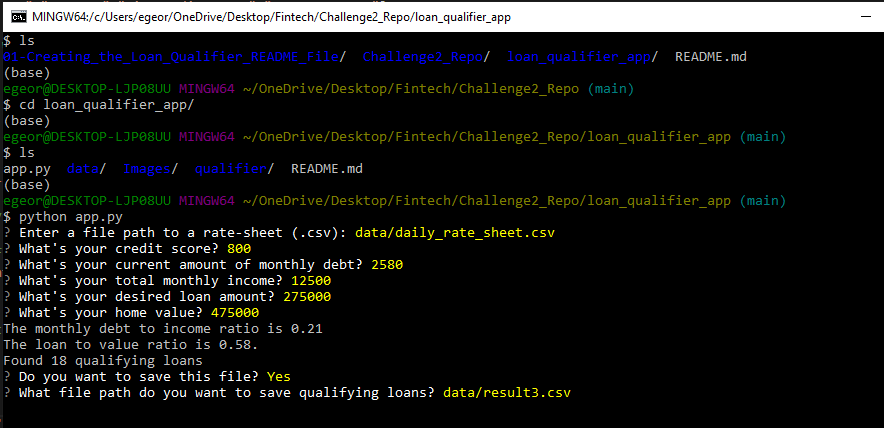 MINGW64:/c/Users/egeor/OneDrive/Desktop/Fintech/Challenge2_Repo/loan_qualifier_app
$ ls
01-Creating_the_Loan_Qualifier_README_File/  Challenge2_Repo/  loan_qualifier_app/  README.md
(base)
egeor@DESKTOP-LJP08UU MINGW64 ~/OneDrive/Desktop/Fintech/Challenge2_Repo (main)
$ cd loan_qualifier_app/
(base)
egeor@DESKTOP-LJP08UU MINGW64 ~/OneDrive/Desktop/Fintech/Challenge2_Repo/loan_qualifier_app (main)
$ ls
app.py  data/  Images/  qualifier/  README.md
(base)
egeor@DESKTOP-LJP08UU MINGW64 ~/OneDrive/Desktop/Fintech/Challenge2_Repo/loan_qualifier_app (main)
$ python app.py
? Enter a file path to a rate-sheet (.csv): data/daily_rate_sheet.csv
? What's your credit score? 800
? What's your current amount of monthly debt? 2580
? What's your total monthly income? 12500
? What's your desired loan amount? 275000
? What's your home value? 475000
The monthly debt to income ratio is 0.21
The loan to value ratio is 0.58.
Found 18 qualifying loans
? Do you want to save this file? Yes
? What file path do you want to save qualifying loans? data/result3.csv